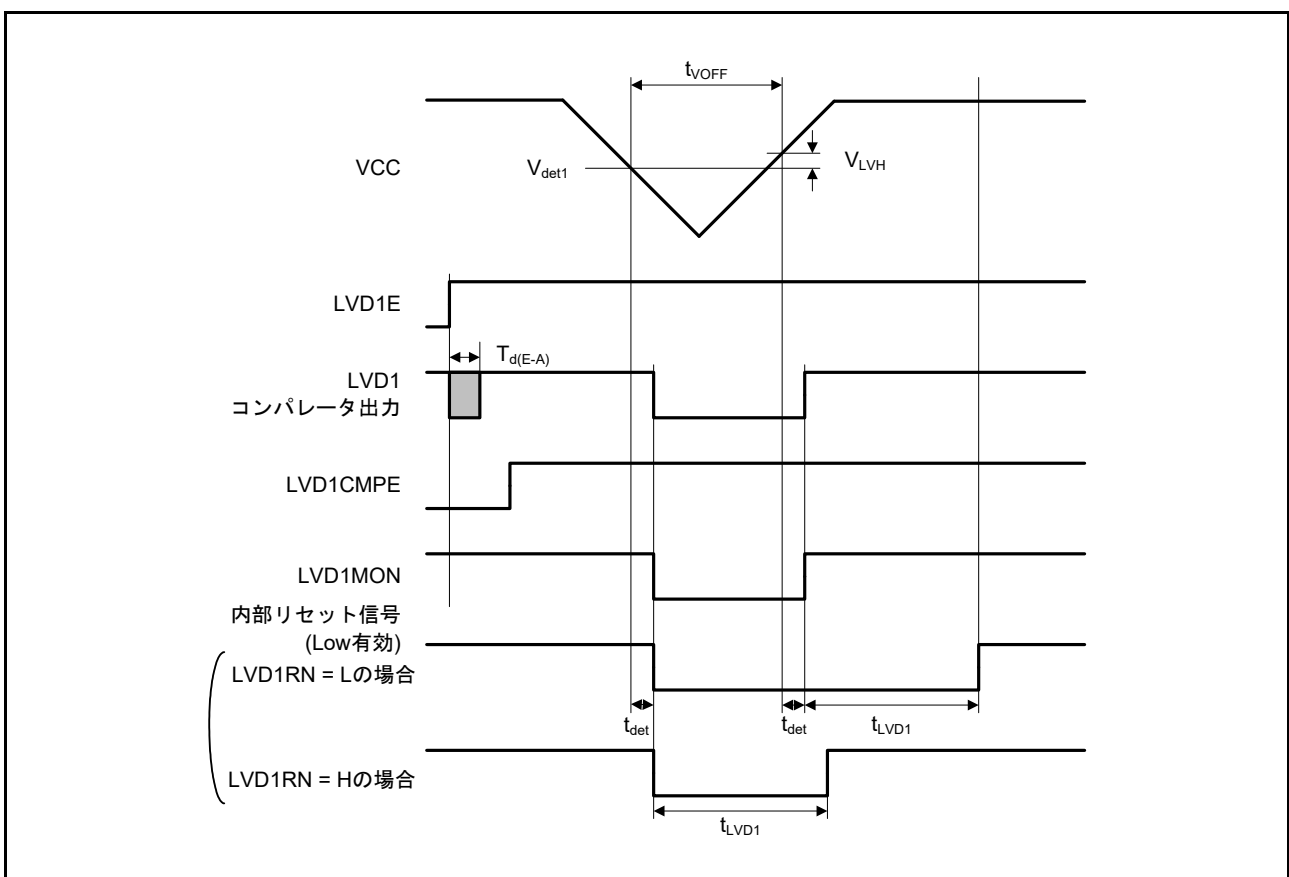 tVOFF
VCC
Vdet1
VLVH
LVD1E
Td(E-A)
LVD1
コンパレータ出力
LVD1CMPE
LVD1MON
内部リセット信号
(Low有効)
LVD1RN = Lの場合
tdet
tdet
tLVD1
LVD1RN = Hの場合
tLVD1